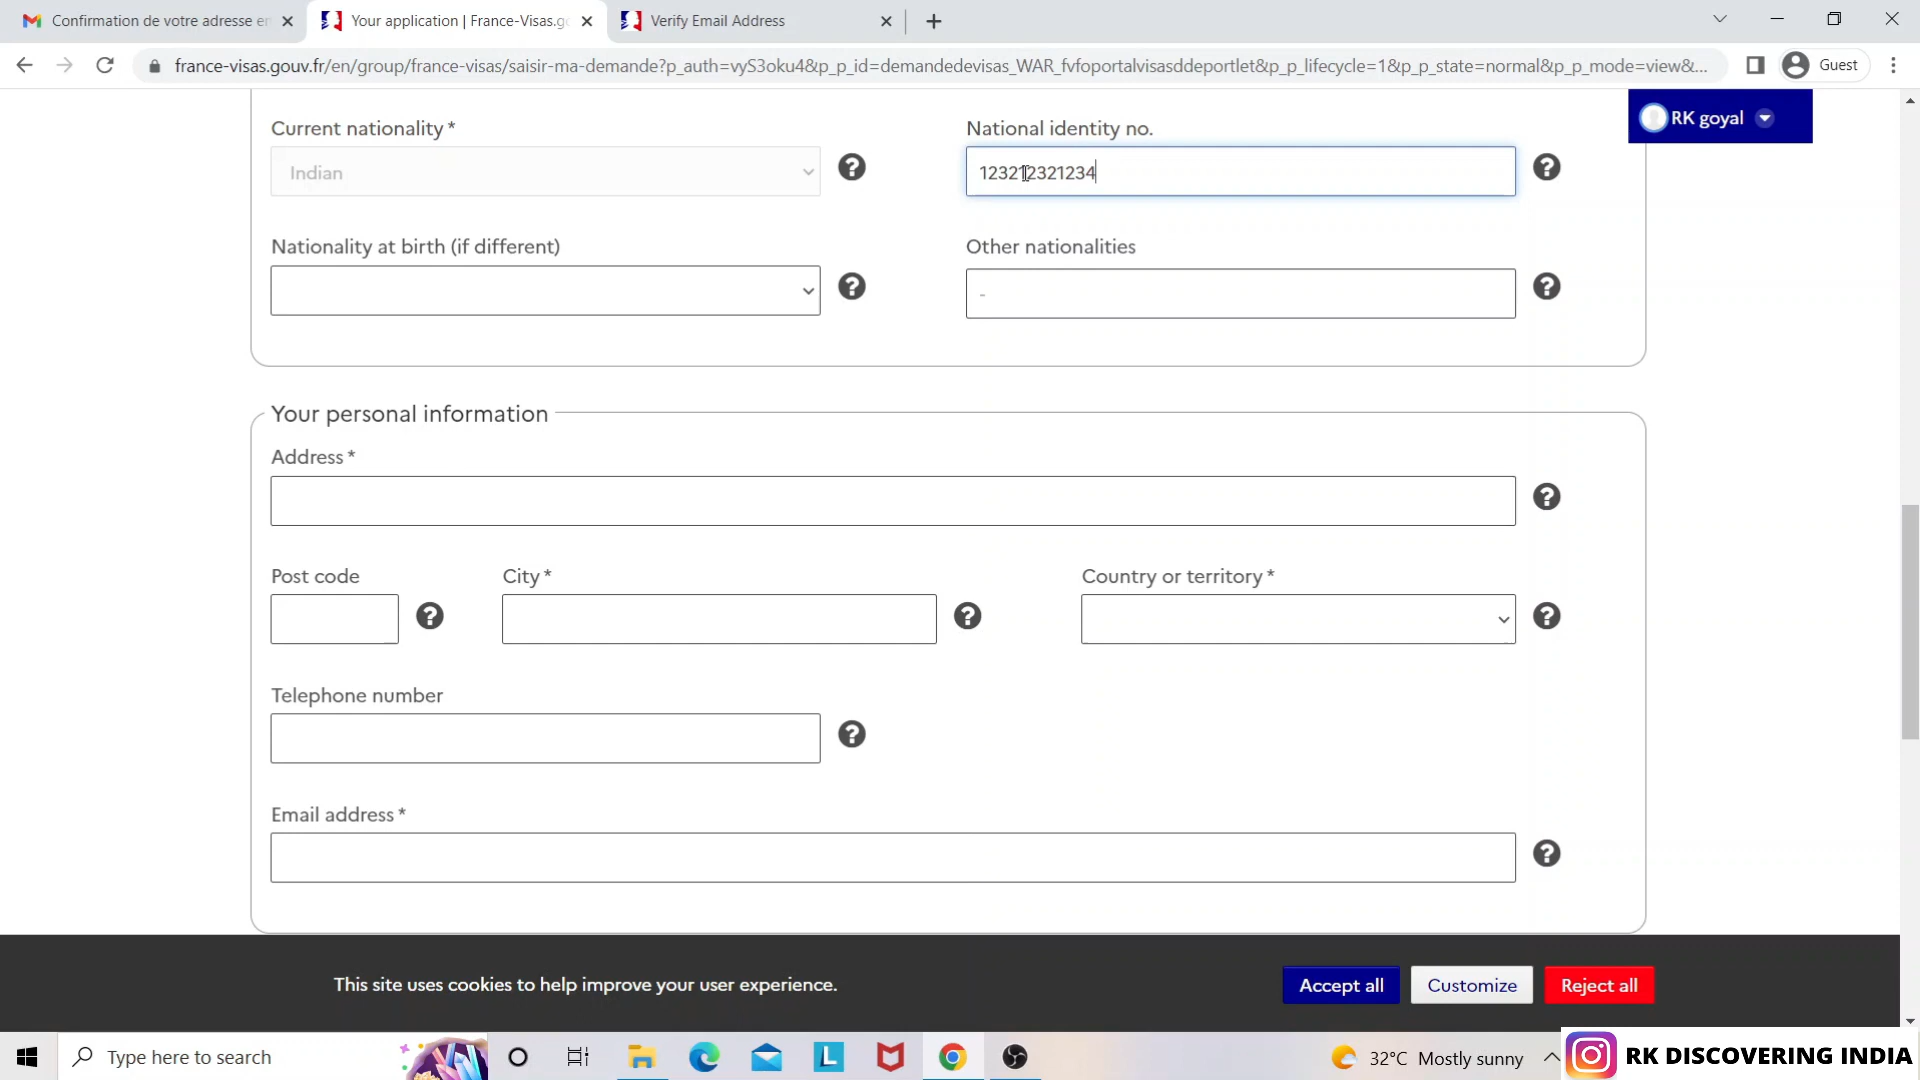 Confirmation de votre adresse en
Your application | France-Visas.go
Verify Email Address
france-visas.gouv.fr/en/group/france-visas/saisir-ma-demande?p_auth=vyS3oku4&p_p_id=demandedevisas_WAR_fvfoportalvisasddeportlet&p_p_lifecycle=1&p_p_state=normal&p_p_mode=view&...
Guest
RK goyal
Current nationality *
National identity no.
Indian
123212321234
Nationality at birth (if different)
Other nationalities
-
Your personal information
Address *
Post code
City *
Country or territory *
Telephone number
Email address *
This site uses cookies to help improve your user experience.
Accept all
Customize
Reject all
Type here to search
L
32°C Mostly sunny
RK DISCOVERING INDIA